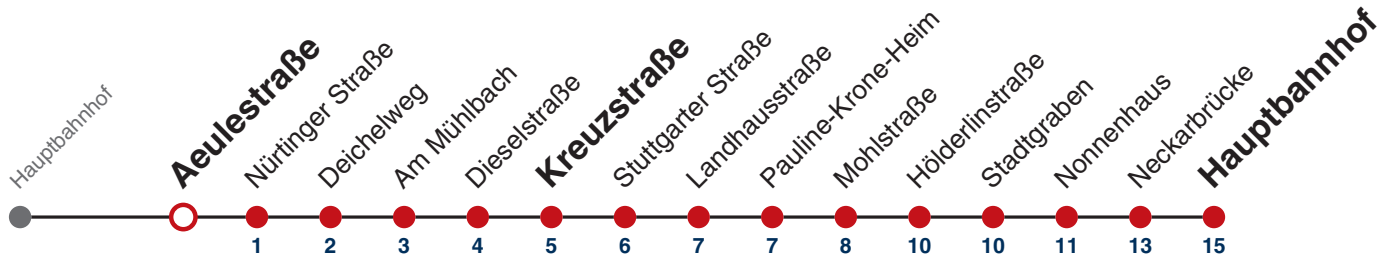 Hauptbahnhof
Aeulestraße
Nürtinger Straße
Deichelweg
Am Mühlbach
Dieselstraße
Kreuzstraße
Stuttgarter Straße
Landhausstraße
Pauline-Krone-Heim
Mohlstraße
Hölderlinstraße
Stadtgraben
Nonnenhaus
Neckarbrücke
Hauptbahnhof
1 2 3 4 5 6 7 7 8 10 10 11 13 15